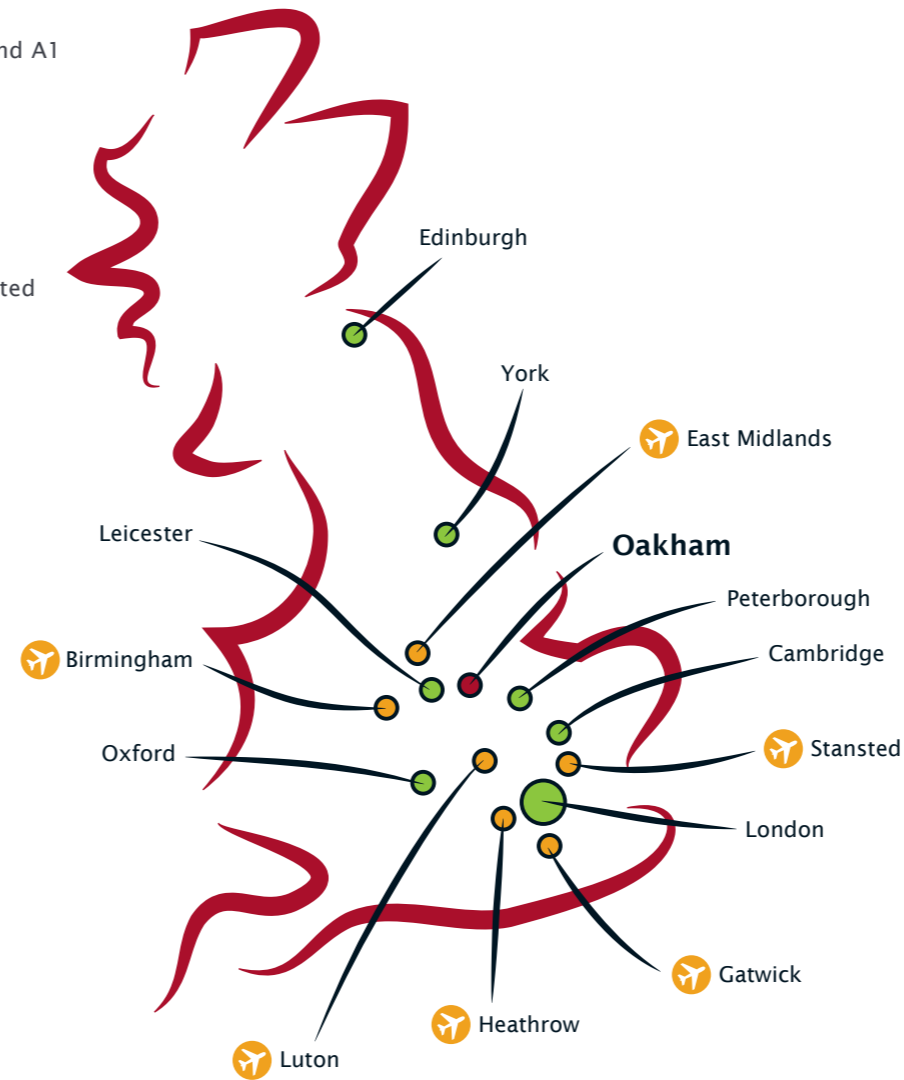 nd A1
Edinburgh
ted
York
East Midlands
Leicester
Oakham
Peterborough
Cambridge
Birmingham
Oxford
Stansted
London
Gatwick
Heathrow
Luton